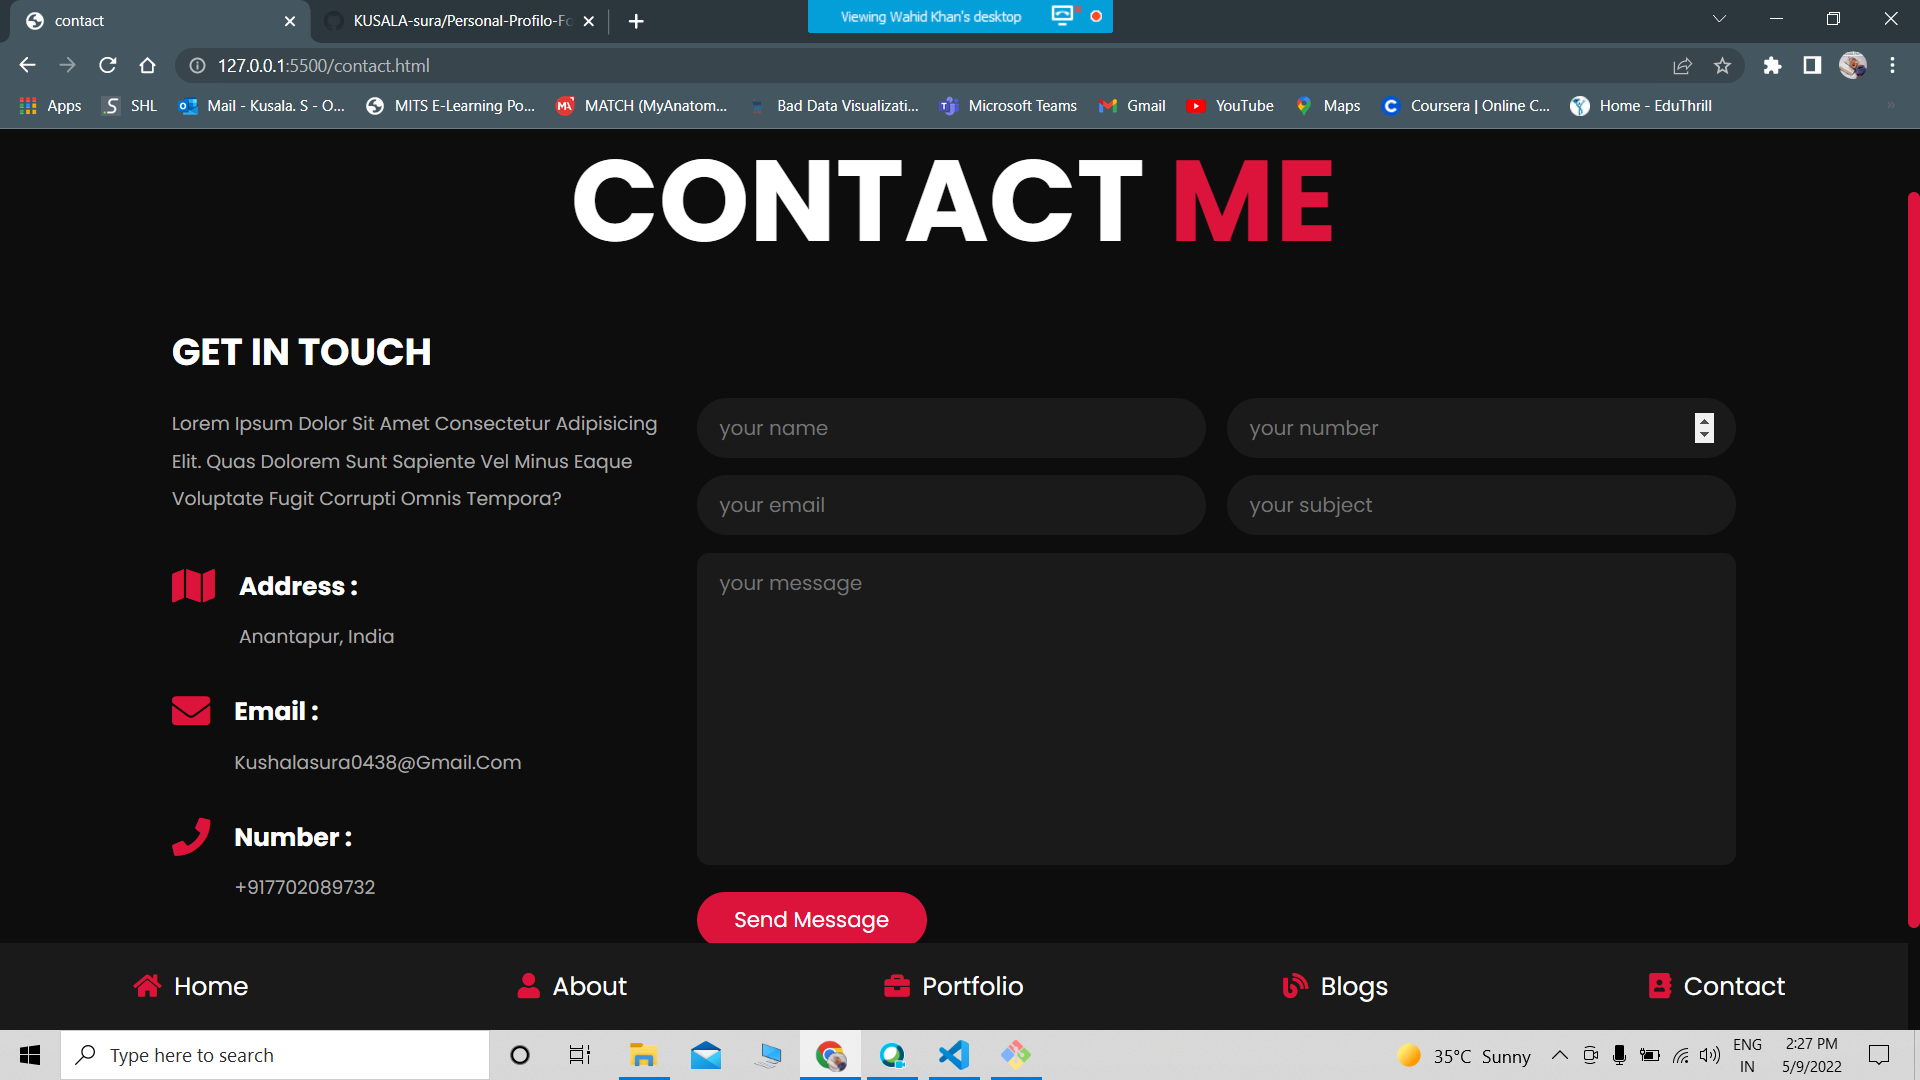 contact
KUSALA-sura/Personal-Profilo-Fo
Viewing Wahid Khan's desktop
127.0.0.1:5500/contact.html
Apps
SHL
Mail - Kusala. S - O...
MITS E-Learning Po...
MATCH (MyAnatom...
Bad Data Visualizati...
Microsoft Teams
Gmail
YouTube
Maps
Coursera | Online C...
Home - EduThrill
CONTACT ME
GET IN TOUCH
Lorem Ipsum Dolor Sit Amet Consectetur Adipisicing
Elit. Quas Dolorem Sunt Sapiente Vel Minus Eaque
Voluptate Fugit Corrupti Omnis Tempora?
Address :
Anantapur, India
Email :
Kushalasura0438@Gmail.Com
Number :
+917702089732
your name
your number
your email
your subject
your message
Send Message
Home
About
Portfolio
Blogs
Contact
Type here to search
35°C Sunny
ENG
IN
2:27 PM
5/9/2022